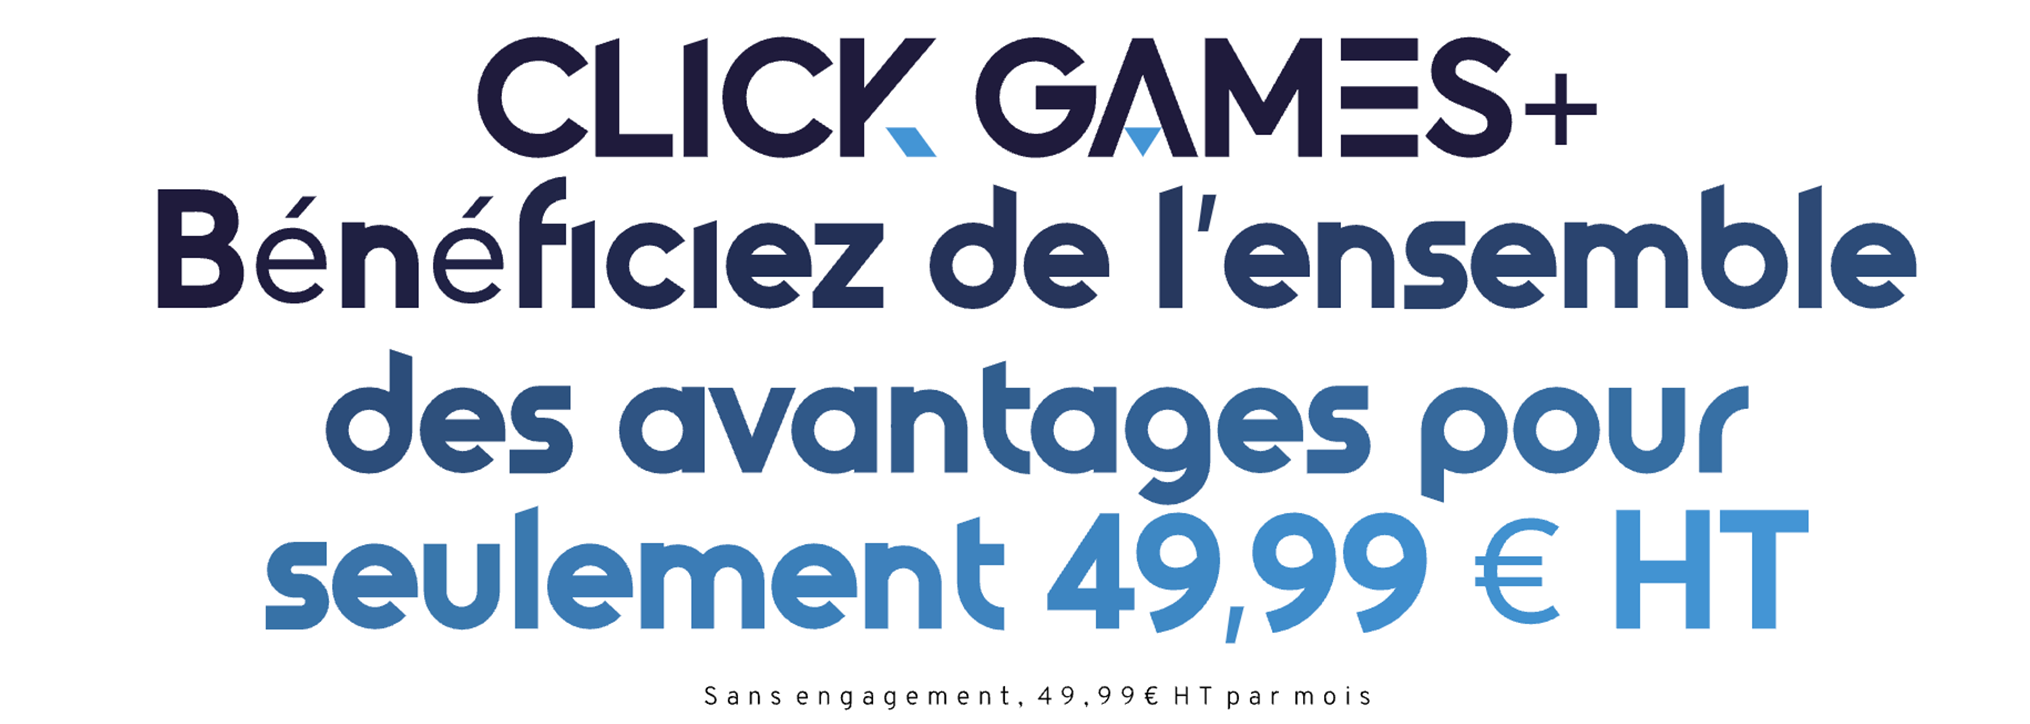 CLICK GAMES+
Bénéficiez de l'ensemble
des avantages pour
seulement 49,99 € HT
Sans engagement, 49,99€ HT par mois